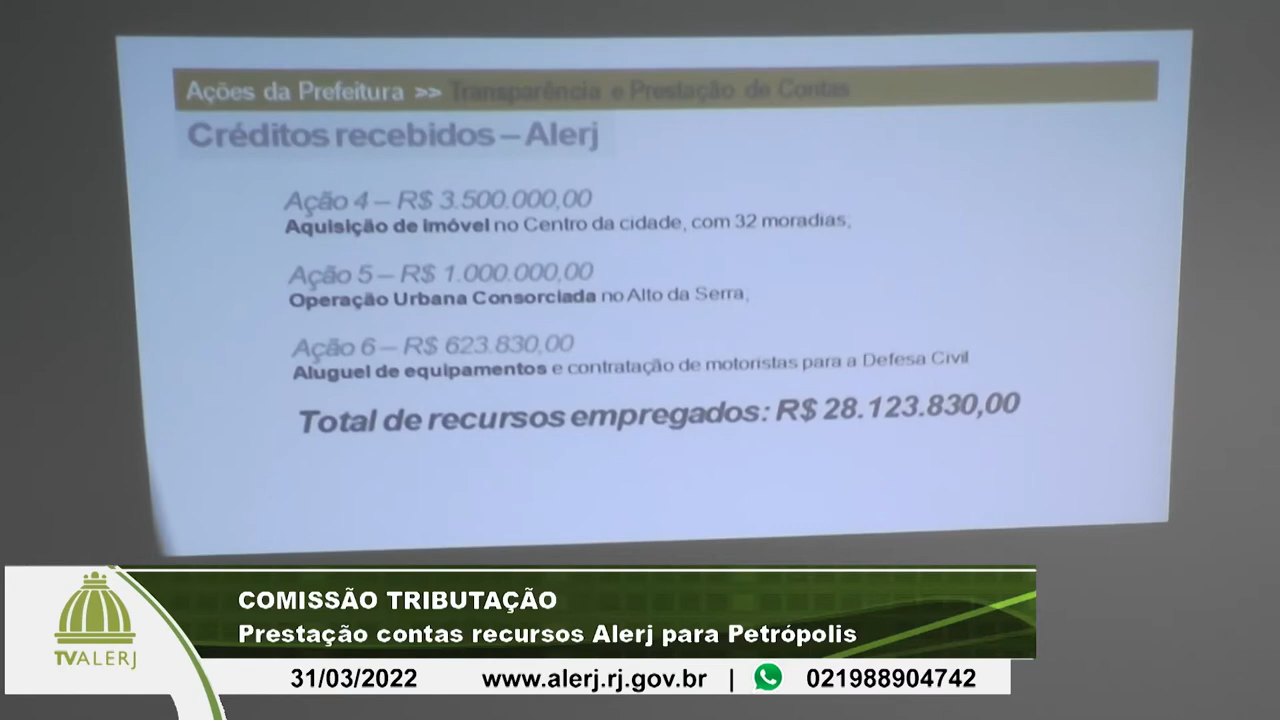 Ações da Prefeitura >> Transparência e Prestação de Contas
Créditos recebidos – Alerj
Ação 4 – R$ 3.500.000,00
Aquisição de imóvel no Centro da cidade, com 32 moradias;
Ação 5 – R$ 1.000.000,00
Operação Urbana Consorciada no Alto da Serra;
Ação 6 – R$ 623.830,00
Aluguel de equipamentos e contratação de motoristas para a Defesa Civil
Total de recursos empregados: R$ 28.123.830,00
COMISSÃO TRIBUTAÇÃO
Prestação contas recursos Alerj para Petrópolis
TVALERJ
31/03/2022 www.alerj.rj.gov.br | 021988904742